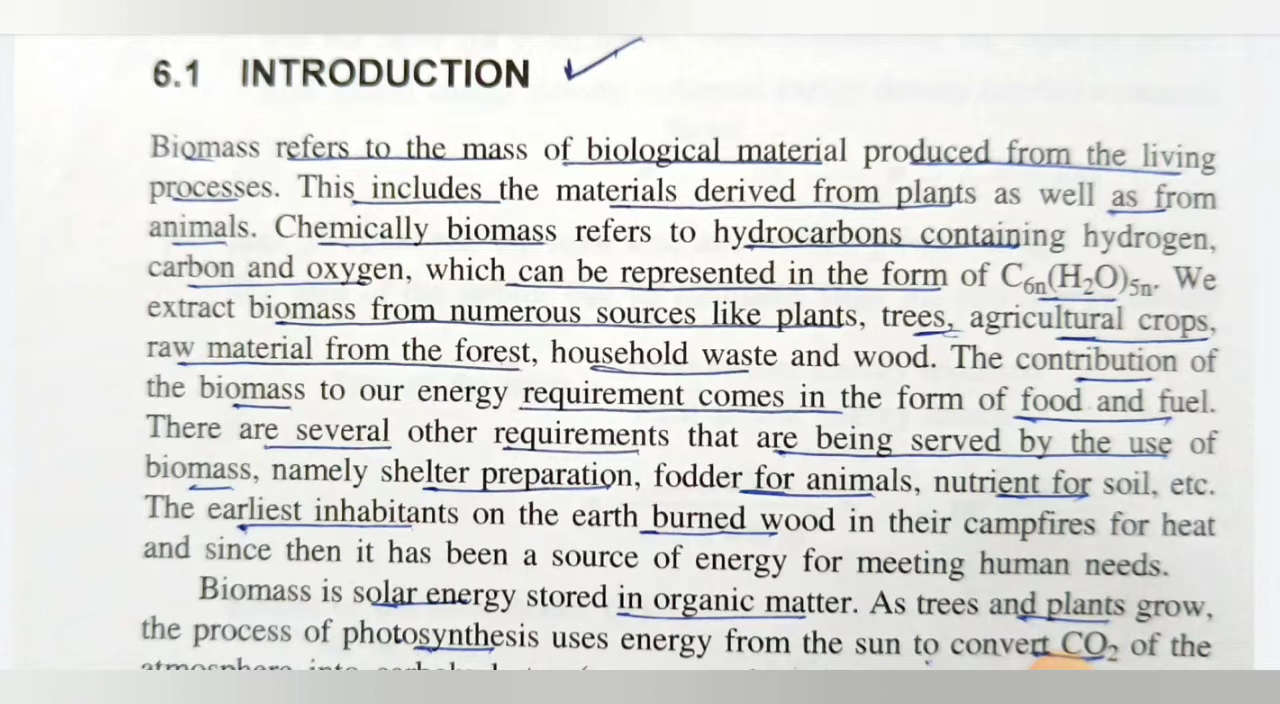 6.1 INTRODUCTION
Biomass refers to the mass of biological material produced from the living
processes. This includes the materials derived from plants as well as from
animals. Chemically biomass refers to hydrocarbons containing hydrogen,
carbon and oxygen, which can be represented in the form of C₆ₙ(H₂O)₅ₙ. We
extract biomass from numerous sources like plants, trees, agricultural crops,
raw material from the forest, household waste and wood. The contribution of
the biomass to our energy requirement comes in the form of food and fuel.
There are several other requirements that are being served by the use of
biomass, namely shelter preparation, fodder for animals, nutrient for soil, etc.
The earliest inhabitants on the earth burned wood in their campfires for heat
and since then it has been a source of energy for meeting human needs.
Biomass is solar energy stored in organic matter. As trees and plants grow,
the process of photosynthesis uses energy from the sun to convert CO₂ of the